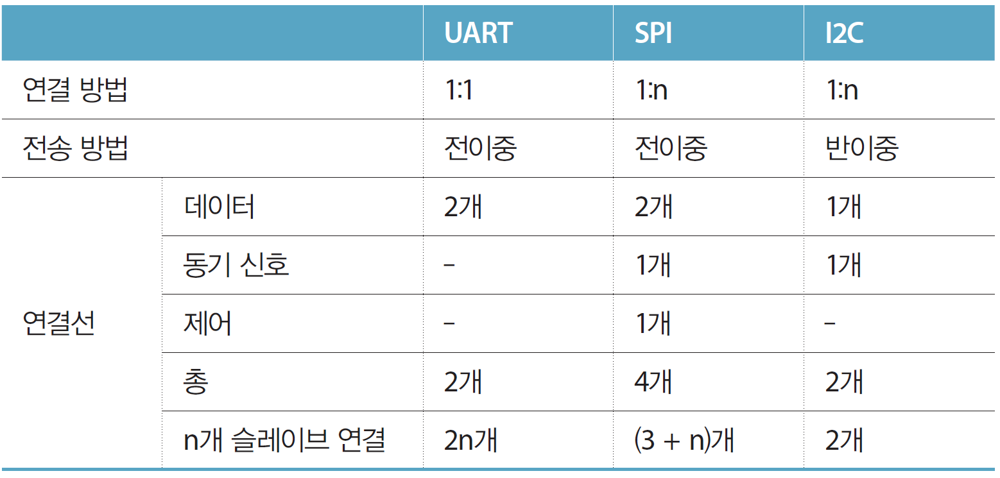 UART SPI I2C
연결 방법 1:1 1:n 1:n
전송 방법 전이중 전이중 반이중
데이터 2개 2개 1개
동기 신호 – 1개 1개
연결선 제어 – 1개 –
총 2개 4개 2개
n개 슬레이브 연결 2n개 (3 + n)개 2개